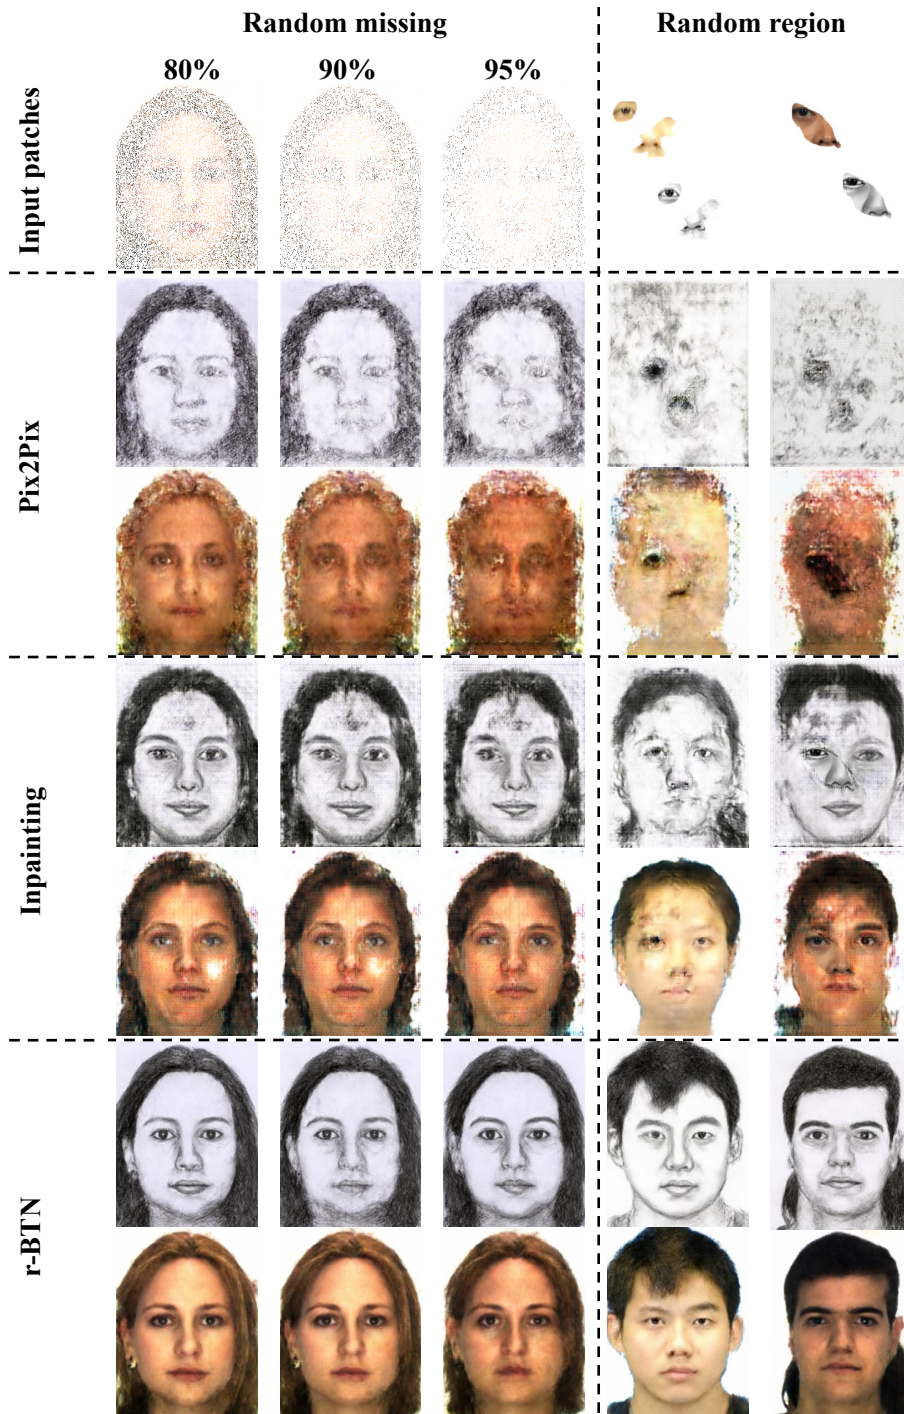 Random missing
Random region
80%
90%
95%
Input patches
Pix2Pix
Inpainting
r-BTN